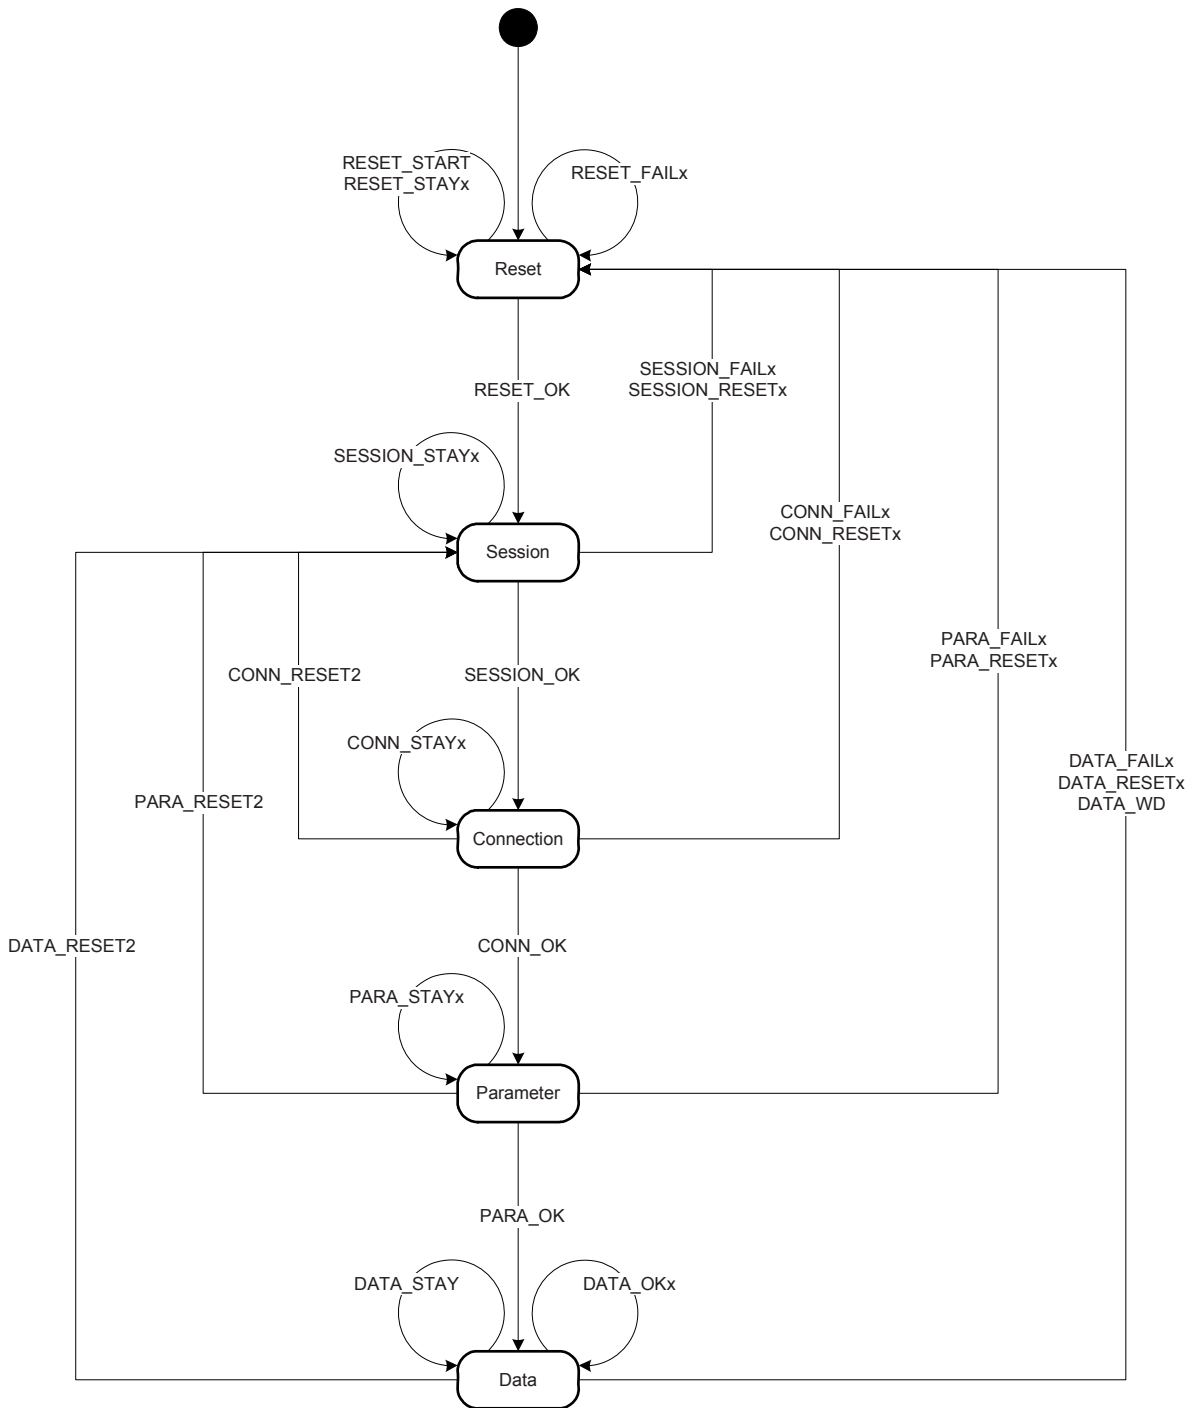 RESET_START
RESET_STAYx
RESET_FAILx
Reset
SESSION_FAILx
SESSION_RESETx
RESET_OK
SESSION_STAYx
CONN_FAILx
CONN_RESETx
Session
PARA_FAILx
PARA_RESETx
CONN_RESET2
SESSION_OK
CONN_STAYx
DATA_FAILx
DATA_RESETx
DATA_WD
PARA_RESET2
Connection
DATA_RESET2
CONN_OK
PARA_STAYx
Parameter
PARA_OK
DATA_STAY
DATA_OKx
Data